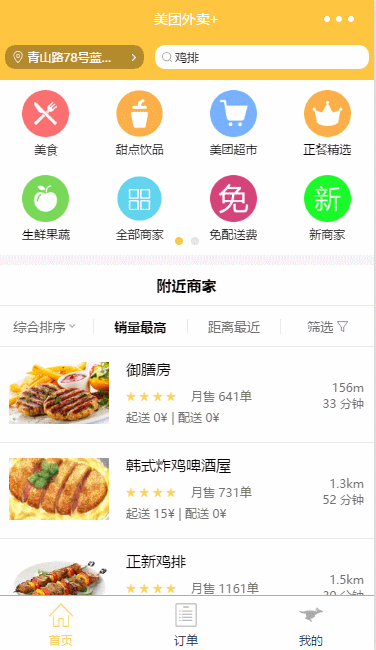 美团外卖+
青山路78号蓝...
鸡排
美食
甜点饮品
美团超市
正餐精选
免
新
生鲜果蔬
全部商家
免配送费
新商家
附近商家
综合排序
销量最高
距离最近
筛选
御膳房
月售 641单
156m
33 分钟
起送 0¥ | 配送 0¥
韩式炸鸡啤酒屋
月售 731单
1.3km
52 分钟
起送 15¥ | 配送 0¥
正新鸡排
月售 1161单
1.5km
首页
订单
我的